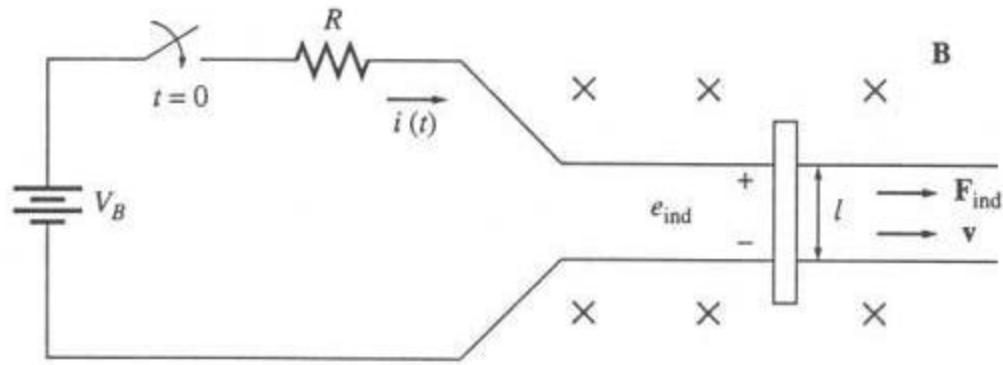 R
B
t = 0
i (t)
V_B
+
e_ind
−
l
F_ind
v